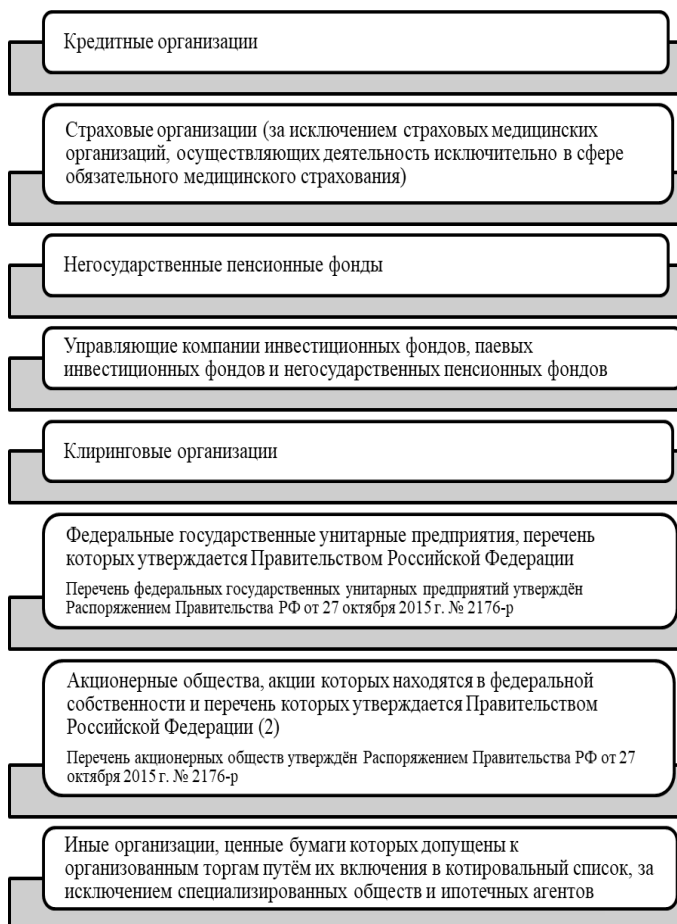 Кредитные организации
Страховые организации (за исключением страховых медицинских
организаций, осуществляющих деятельность исключительно в сфере
обязательного медицинского страхования)
Негосударственные пенсионные фонды
Управляющие компании инвестиционных фондов, паевых
инвестиционных фондов и негосударственных пенсионных фондов
Клиринговые организации
Федеральные государственные унитарные предприятия, перечень
которых утверждается Правительством Российской Федерации
Перечень федеральных государственных унитарных предприятий утверждён
Распоряжением Правительства РФ от 27 октября 2015 г. № 2176-р
Акционерные общества, акции которых находятся в федеральной
собственности и перечень которых утверждается Правительством
Российской Федерации (2)
Перечень акционерных обществ утверждён Распоряжением Правительства РФ от 27
октября 2015 г. № 2176-р
Иные организации, ценные бумаги которых допущены к
организованным торгам путём их включения в котировальный список, за
исключением специализированных обществ и ипотечных агентов